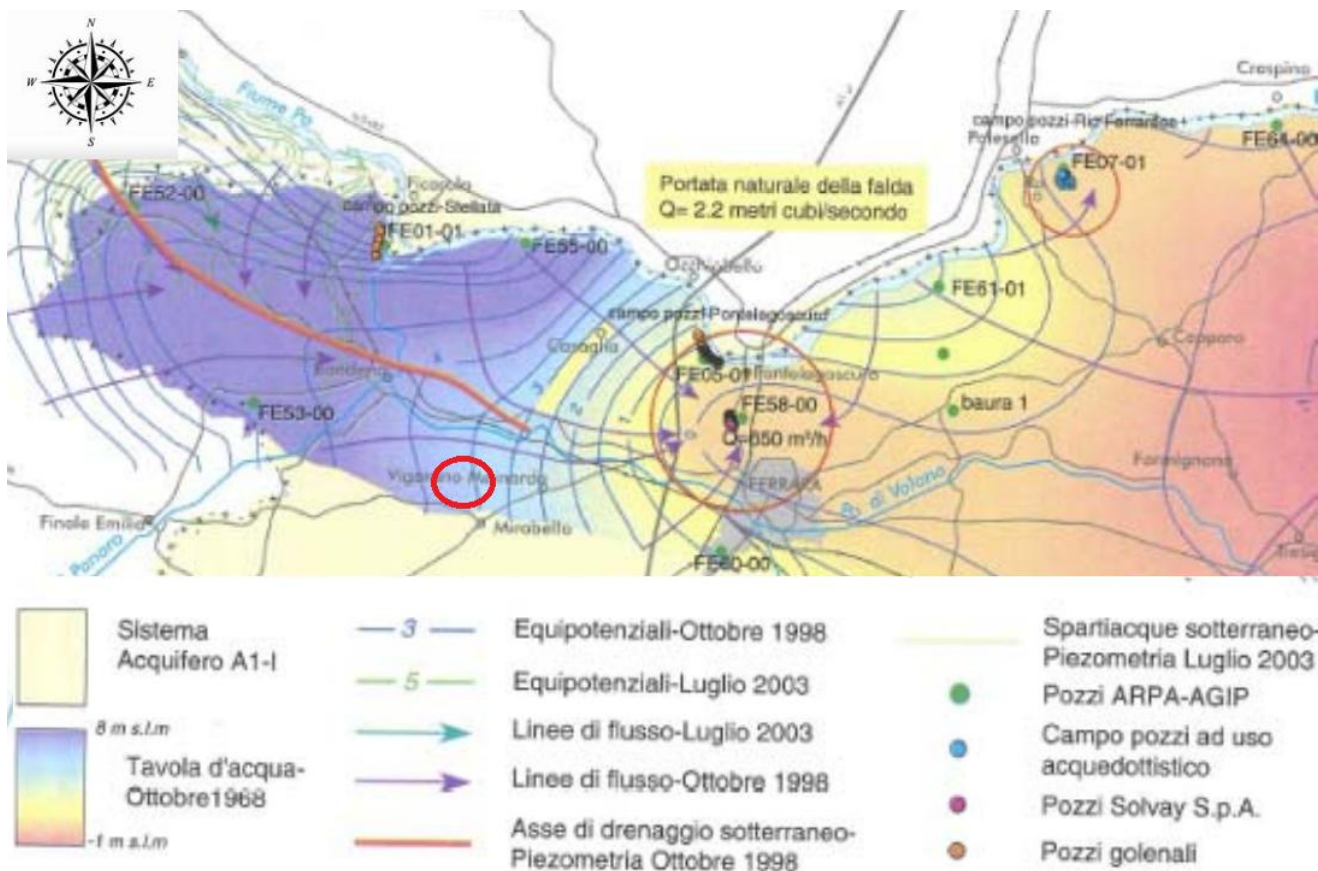 N
W
E
S
Fiume Po
Crespino
campo pozzi-Rio Ferrarese
Polesella
FE64-00
FE07-01
Portata naturale della falda
Q= 2.2 metri cubi/secondo
FE52-00
Ficarolo
campo pozzi-Stellata
FE01-01
FE55-00
Occhiobello
FE61-01
campo pozzi-Pontelagoscuro
Casaglia
Copparo
FE05-01
Pontelagoscuro
Bondeno
3
2
1
0
FE53-00
FE58-00
baura 1
Q=650 m³/h
Vigarano Mainarda
FERRARA
Formignana
Po di Volano
Finale Emilia
Mirabello
Panaro
FE60-00
Sistema
Acquifero A1-I
8 m s.l.m
Tavola d'acqua-
Ottobre1968
-1 m s.l.m
3
Equipotenziali-Ottobre 1998
5
Equipotenziali-Luglio 2003
Linee di flusso-Luglio 2003
Linee di flusso-Ottobre 1998
Asse di drenaggio sotterraneo-
Piezometria Ottobre 1998
Spartiacque sotterraneo-
Piezometria Luglio 2003
Pozzi ARPA-AGIP
Campo pozzi ad uso
acquedottistico
Pozzi Solvay S.p.A.
Pozzi golenali